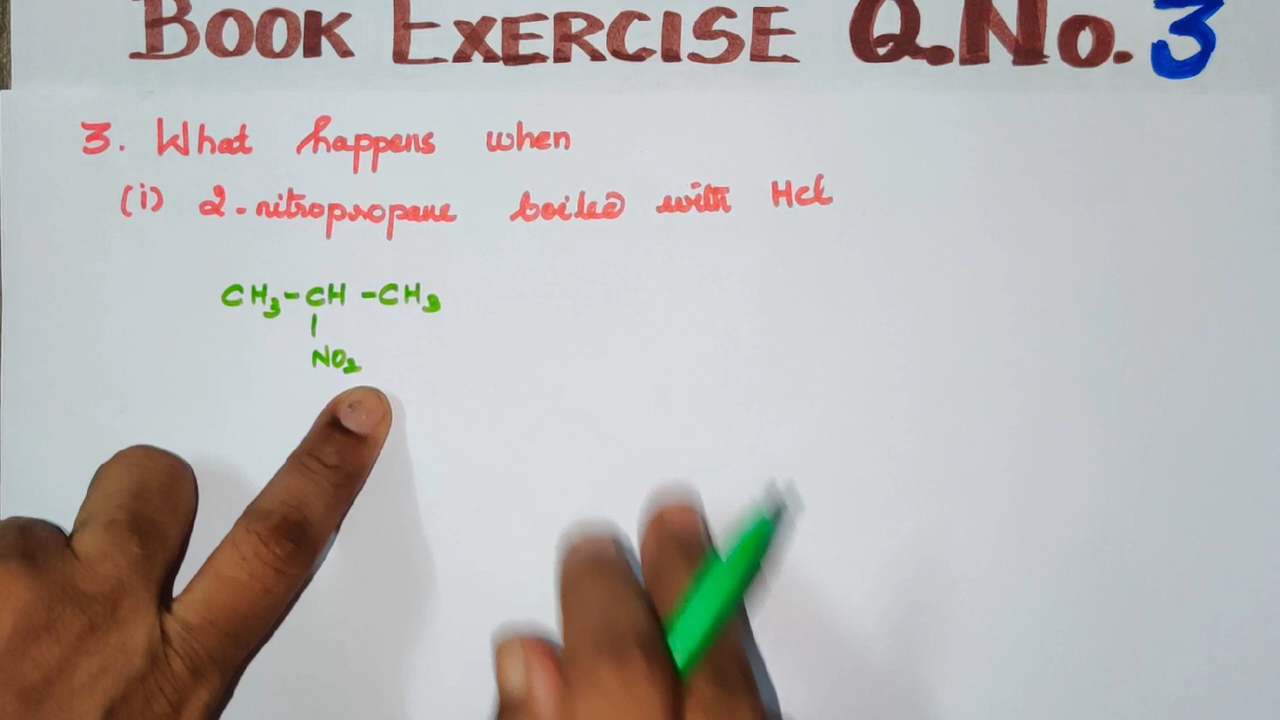 BOOK EXERCISE Q.No. 3
3. What happens when
(i) 2-nitropropane boiled with HCl
CH₃-CH-CH₃
|
NO₂